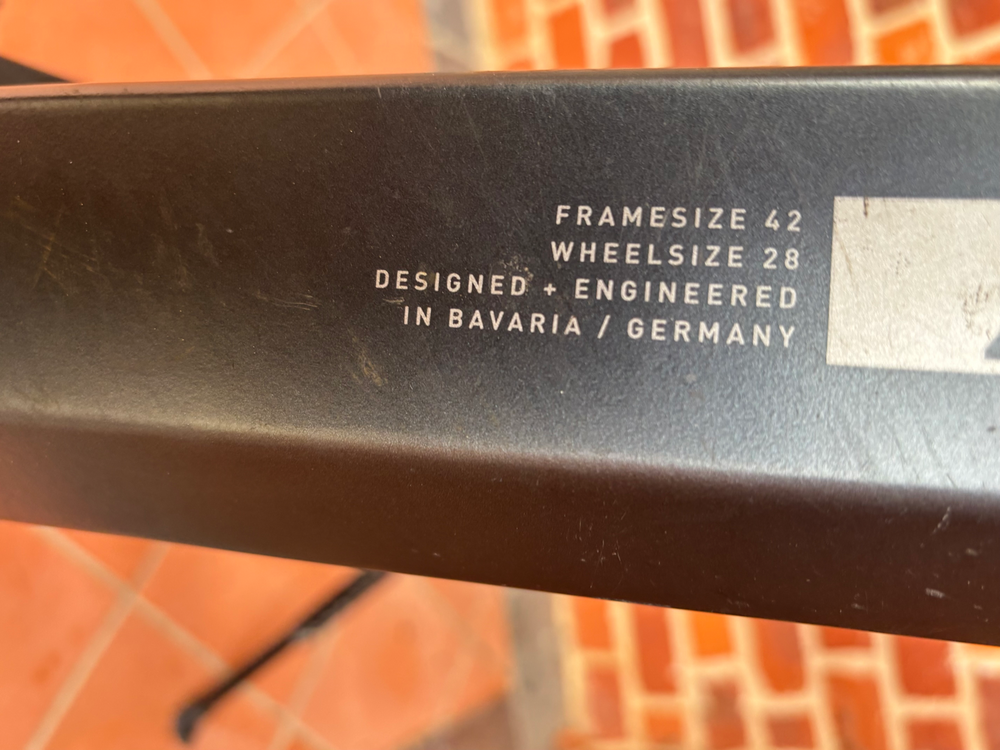 FRAMESIZE 42
WHEELSIZE 28
DESIGNED + ENGINEERED
IN BAVARIA / GERMANY